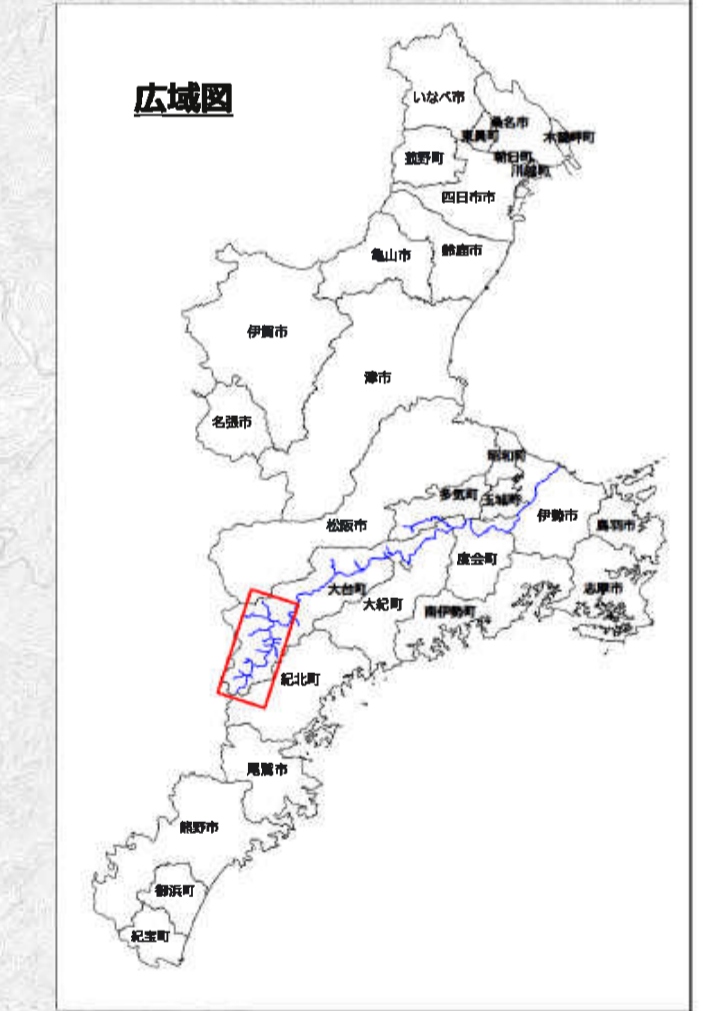 広域図
いなべ市
桑名市
東員町
木曽岬町
菰野町
朝日町
川越町
四日市市
亀山市
鈴鹿市
伊賀市
津市
名張市
明和町
多気町
玉城町
伊勢市
松阪市
鳥羽市
度会町
大台町
志摩市
大紀町
南伊勢町
紀北町
尾鷲市
熊野市
御浜町
紀宝町